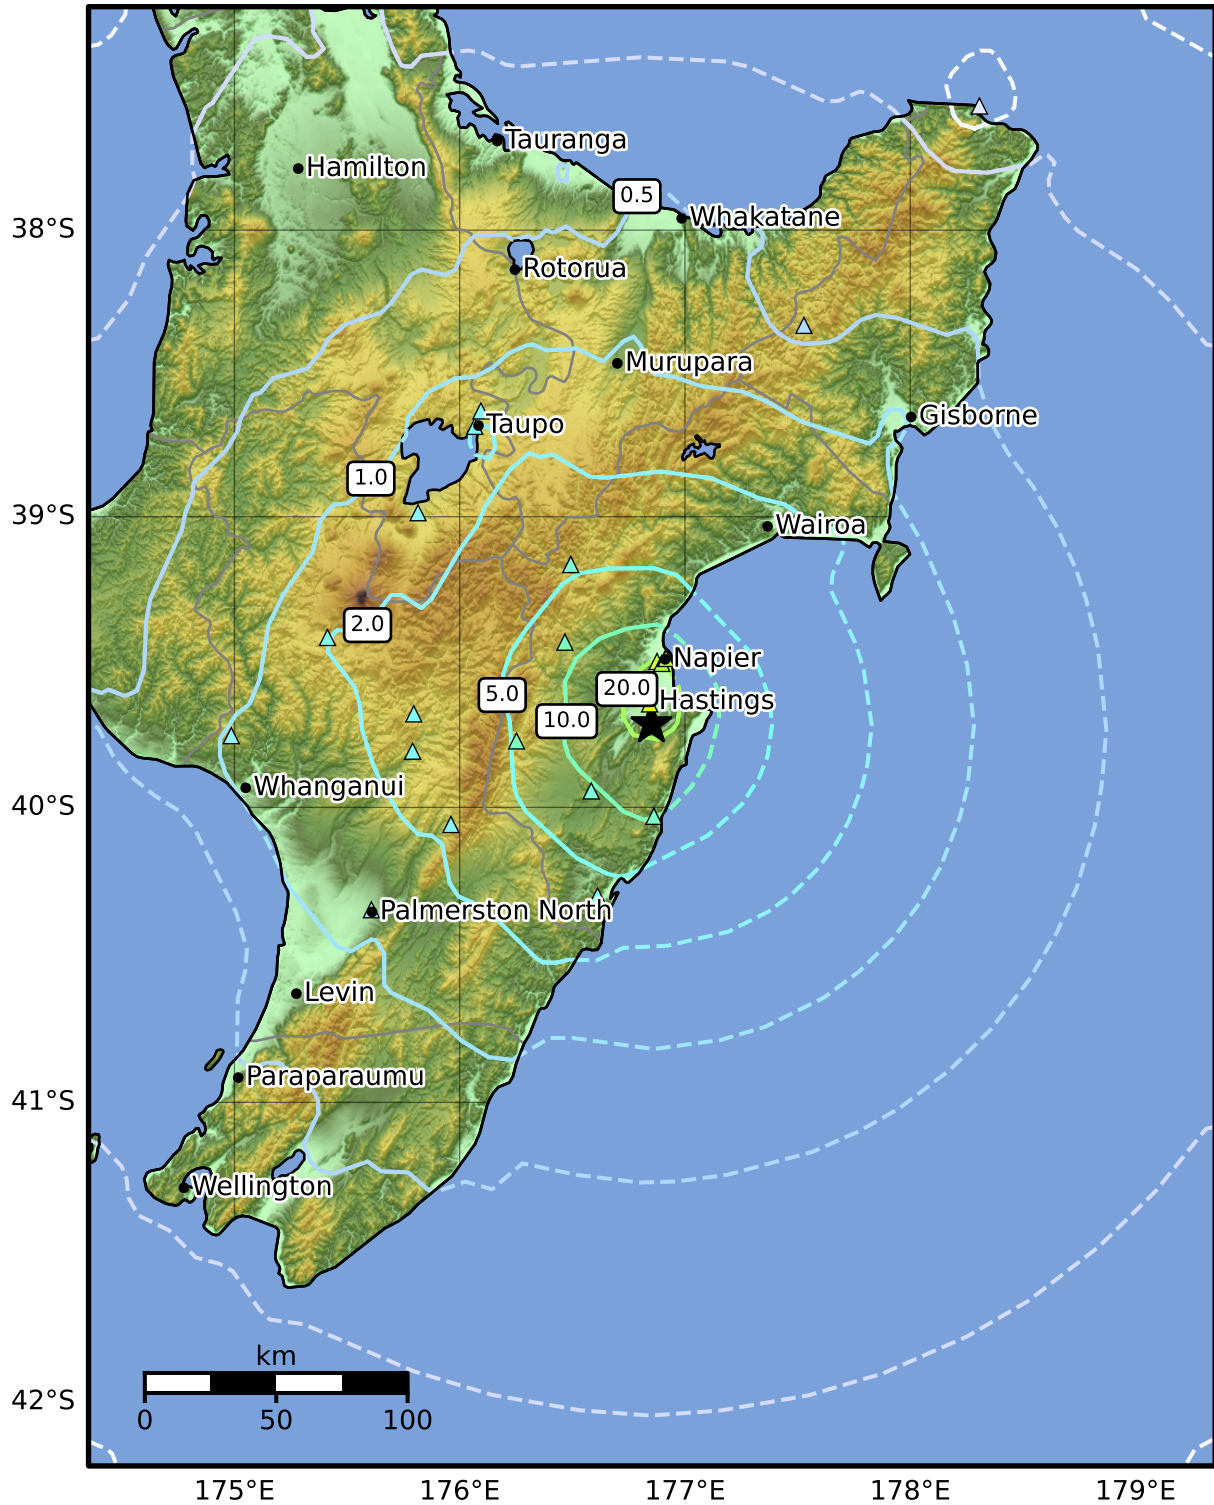 Tauranga
Hamilton
0.5
Whakatane
38°S
Rotorua
Murupara
Gisborne
Taupo
1.0
39°S
Wairoa
2.0
Napier
20.0
5.0
Hastings
10.0
Whanganui
40°S
Palmerston North
Levin
Paraparaumu
41°S
Wellington
km
0 50 100
42°S
175°E 176°E 177°E 178°E 179°E